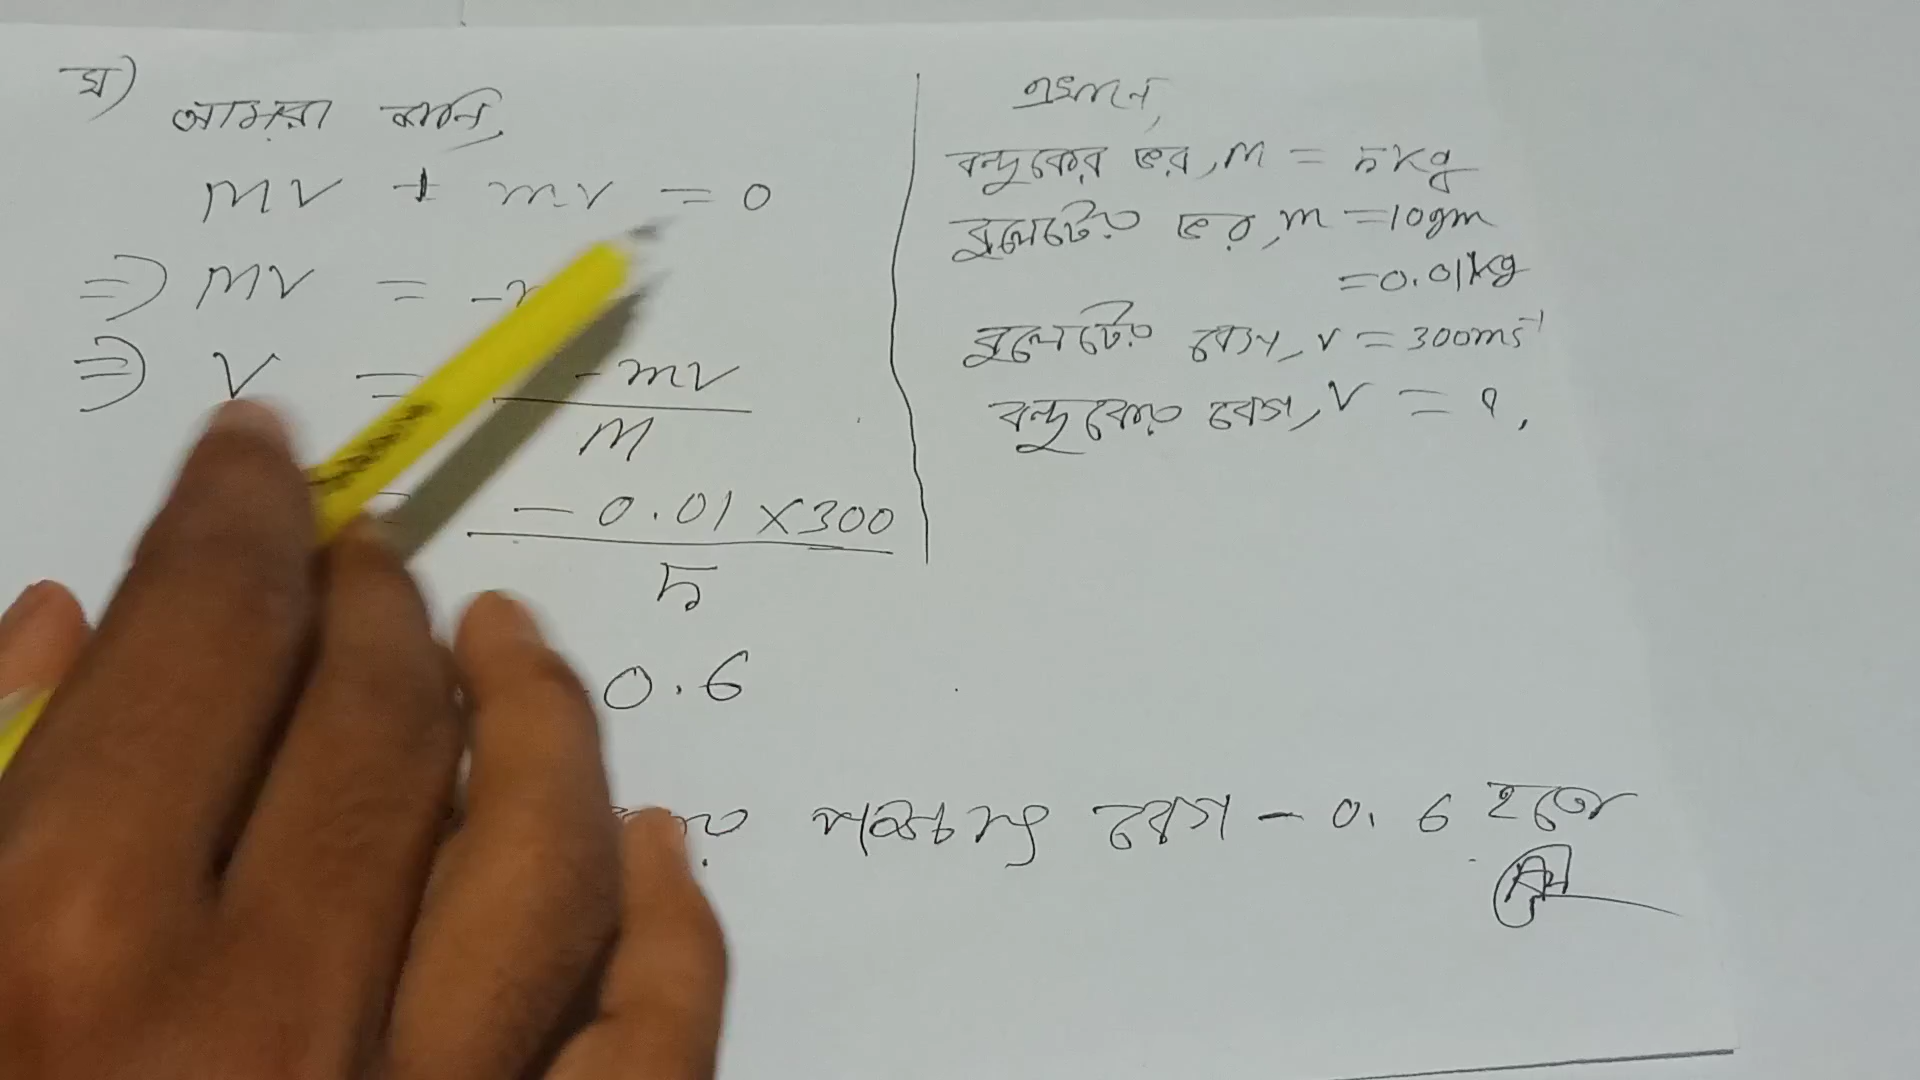 ঘ)
আমরা জানি,
MV + mv = 0
⇒ MV = -
⇒ V = -mv
M
= -0.01 × 300
5
0.6
পশ্চাৎ বেগ - 0.6 হবে
এখানে,
বন্দুকের ভর, M = 5kg
বুলেটের ভর, m = 10gm
= 0.01kg
বুলেটের বেগ, v = 300ms⁻¹
বন্দুকের বেগ, V = ?